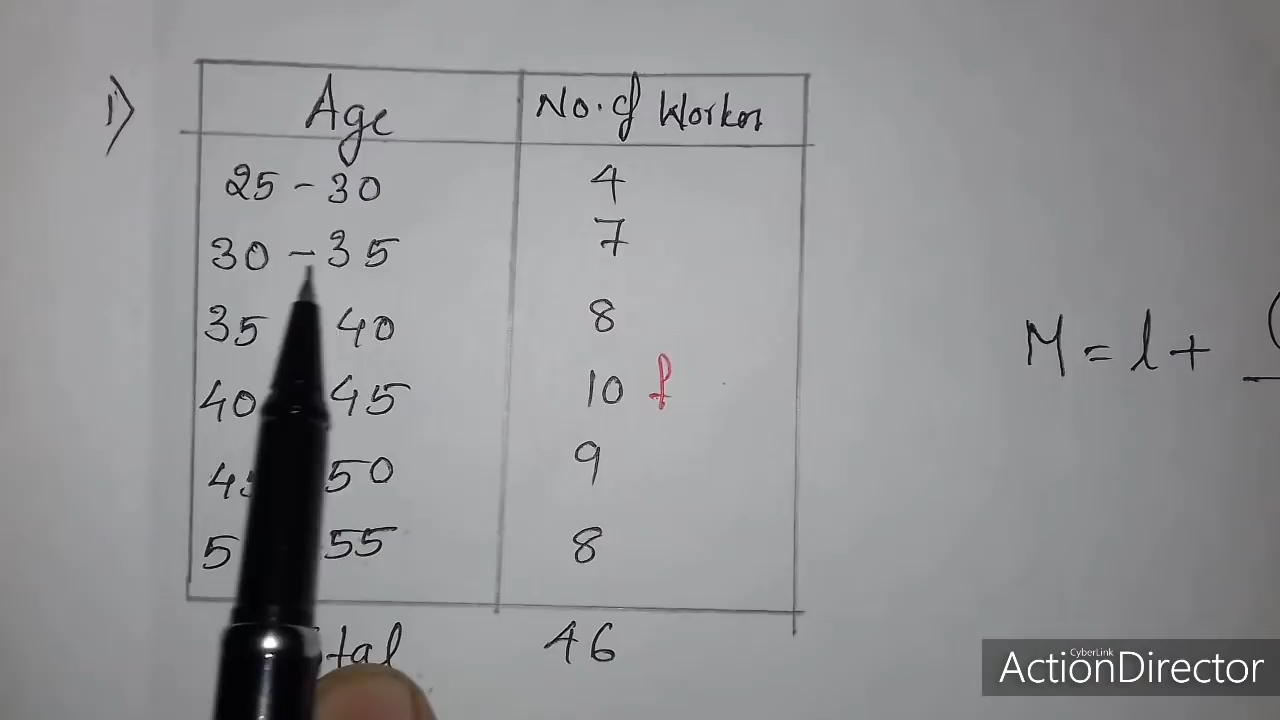 i)
Age No. of Worker
25 - 30 4
30 - 35 7
35 40 8
40 45 10 f
50 9
55 8
46
M = l +
CyberLink
ActionDirector